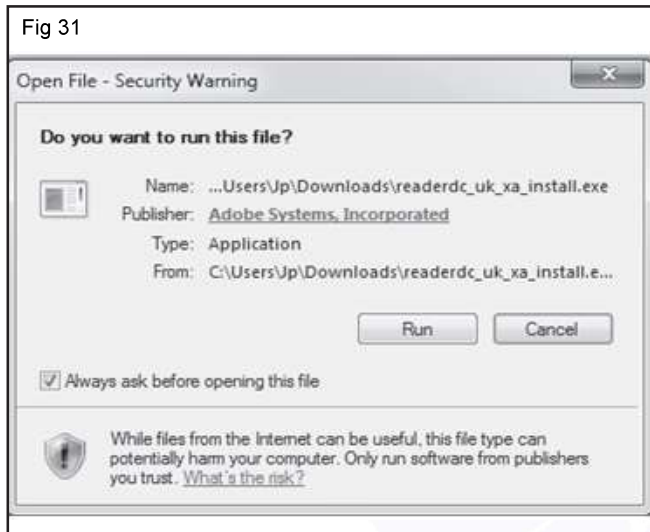 Fig 31
Open File - Security Warning
Do you want to run this file?
Name: ...Users\Jp\Downloads\readerdc_uk_xa_install.exe
Publisher: Adobe Systems, Incorporated
Type: Application
From: C:\Users\Jp\Downloads\readerdc_uk_xa_install.e...
Run Cancel
Always ask before opening this file
While files from the Internet can be useful, this file type can
potentially harm your computer. Only run software from publishers
you trust. What's the risk?